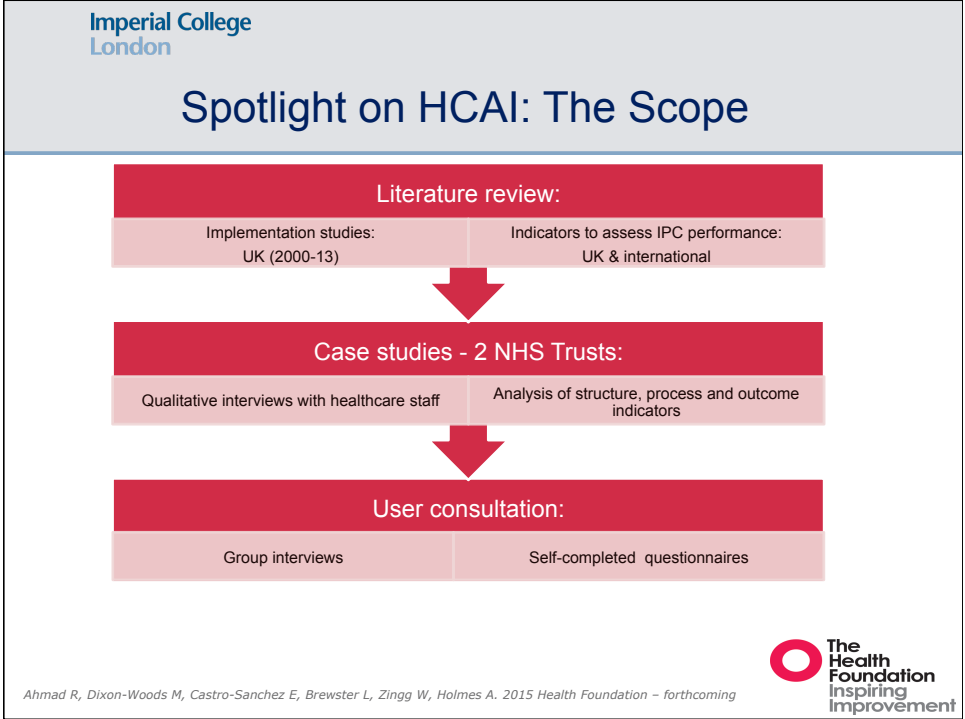 Imperial College
London
Spotlight on HCAI: The Scope
Literature review:
Implementation studies:
UK (2000-13)
Indicators to assess IPC performance:
UK & international
Case studies - 2 NHS Trusts:
Qualitative interviews with healthcare staff
Analysis of structure, process and outcome
indicators
User consultation:
Group interviews
Self-completed questionnaires
The
Health
Foundation
Inspiring
Improvement
Ahmad R, Dixon-Woods M, Castro-Sanchez E, Brewster L, Zingg W, Holmes A. 2015 Health Foundation – forthcoming